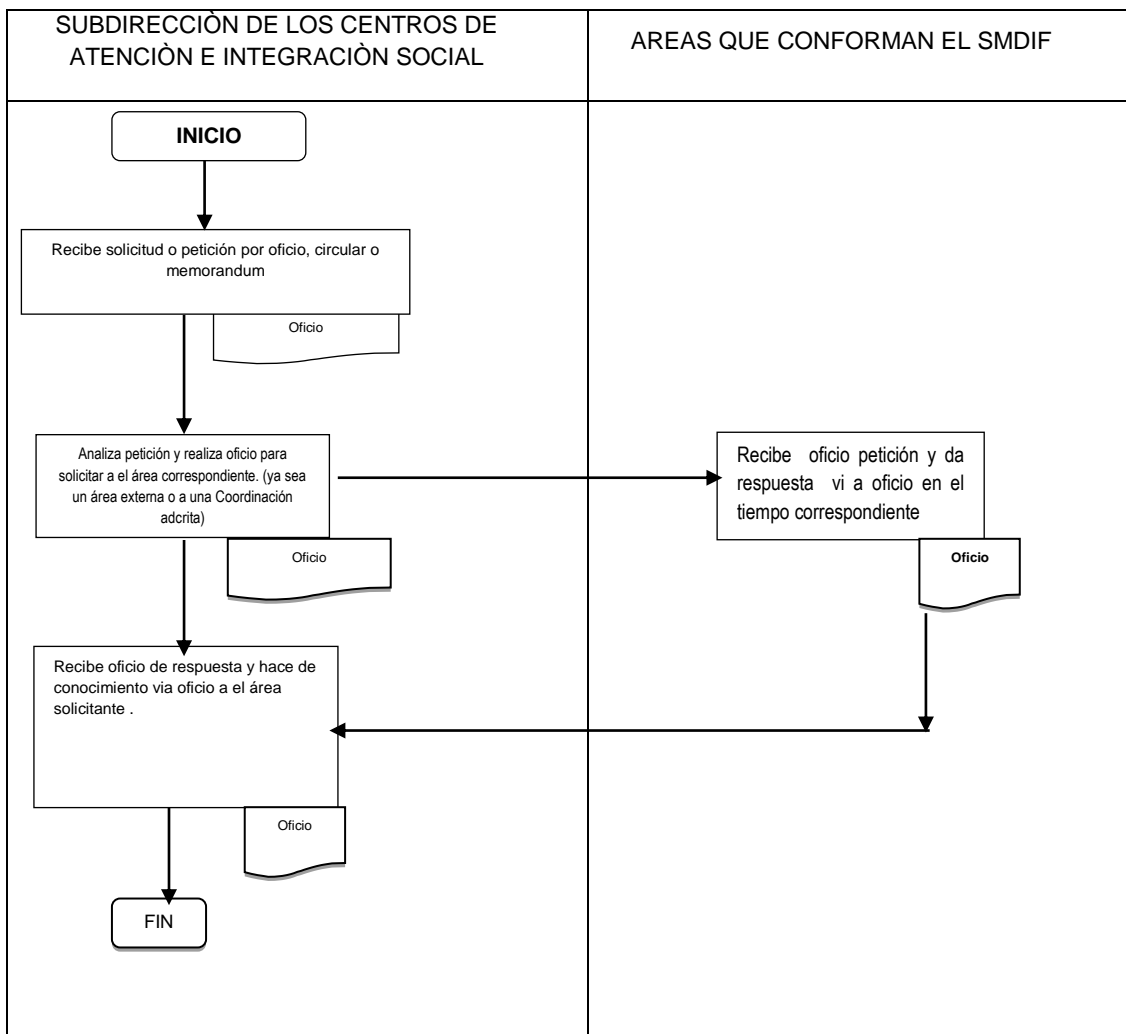 SUBDIRECCIÒN DE LOS CENTROS DE
ATENCIÒN E INTEGRACIÒN SOCIAL
AREAS QUE CONFORMAN EL SMDIF
INICIO
Recibe solicitud o petición por oficio, circular o
memorandum
Oficio
Analiza petición y realiza oficio para
solicitar a el área correspondiente. (ya sea
un área externa o a una Coordinación
adcrita)
Oficio
Recibe oficio petición y da
respuesta vi a oficio en el
tiempo correspondiente
Oficio
Recibe oficio de respuesta y hace de
conocimiento via oficio a el área
solicitante .
Oficio
FIN